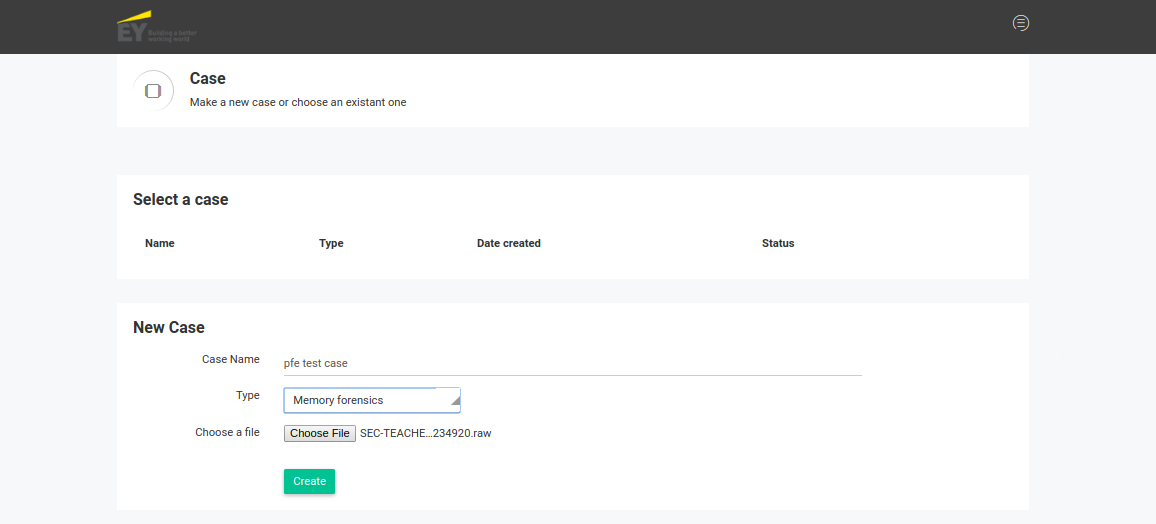 EY Building a better
working world
Case
Make a new case or choose an existant one
Select a case
Name Type Date created Status
New Case
Case Name pfe test case
Type Memory forensics
Choose a file Choose File SEC-TEACHE...234920.raw
Create